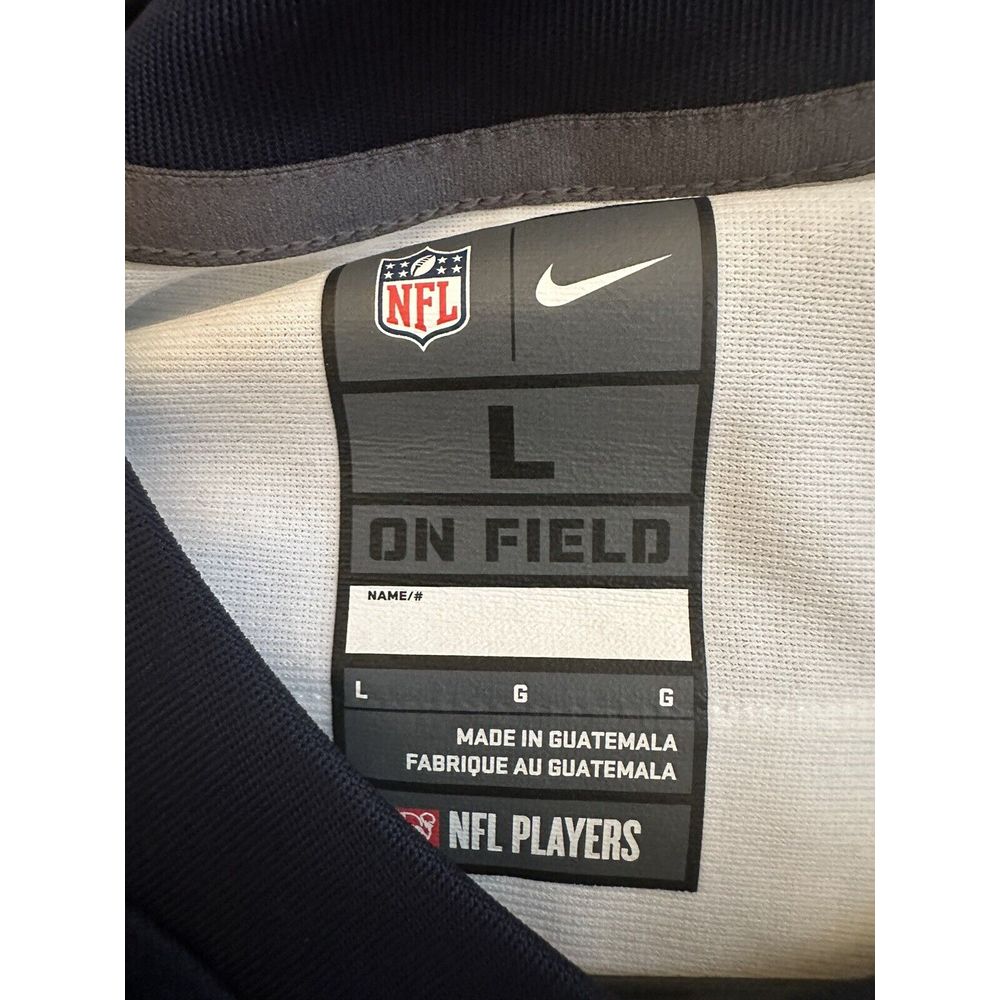 NFL
L
ON FIELD
NAME/#
L G G
MADE IN GUATEMALA
FABRIQUE AU GUATEMALA
NFL PLAYERS